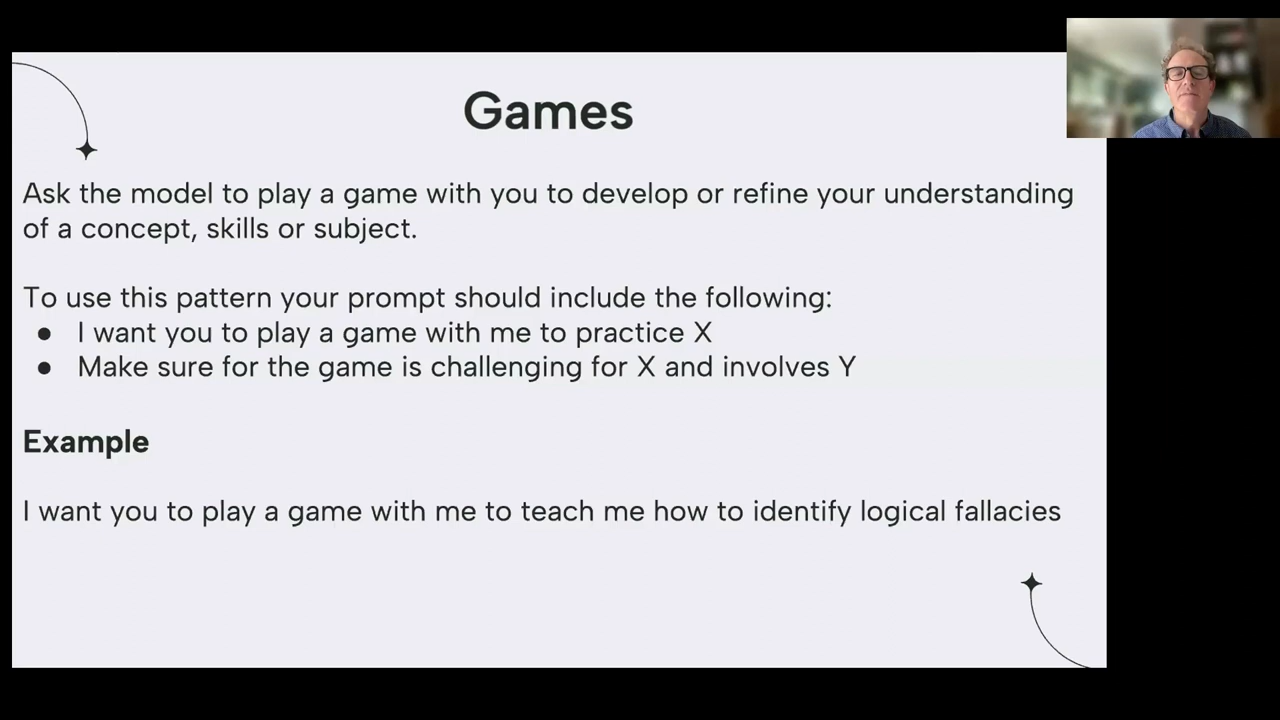 Games
Ask the model to play a game with you to develop or refine your understanding
of a concept, skills or subject.
To use this pattern your prompt should include the following:
● I want you to play a game with me to practice X
● Make sure for the game is challenging for X and involves Y
Example
I want you to play a game with me to teach me how to identify logical fallacies